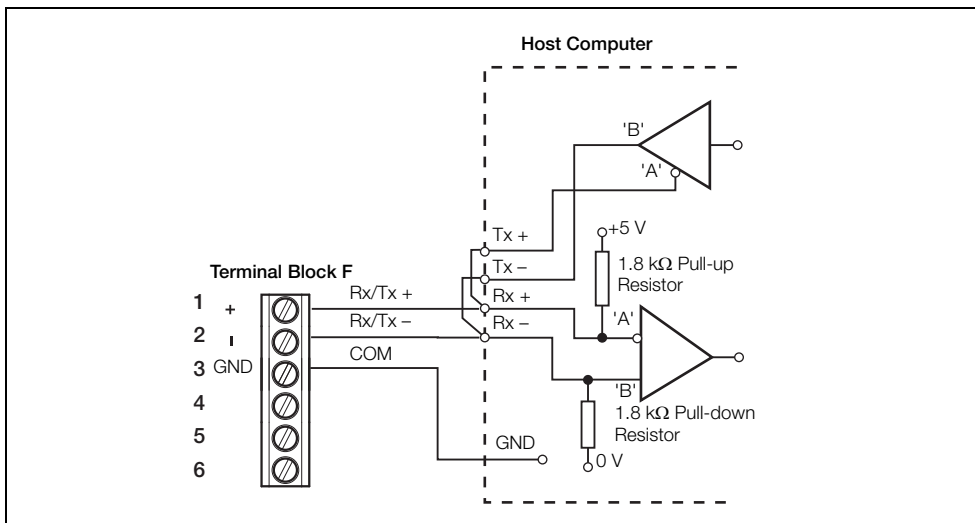 Host Computer
'B'
'A'
+5 V
Tx +
1.8 kΩ Pull-up
Resistor
Tx –
Terminal Block F
Rx/Tx +
Rx +
1 +
'A'
Rx/Tx –
Rx –
2 –
COM
3 GND
'B'
4
1.8 kΩ Pull-down
Resistor
5
GND
0 V
6